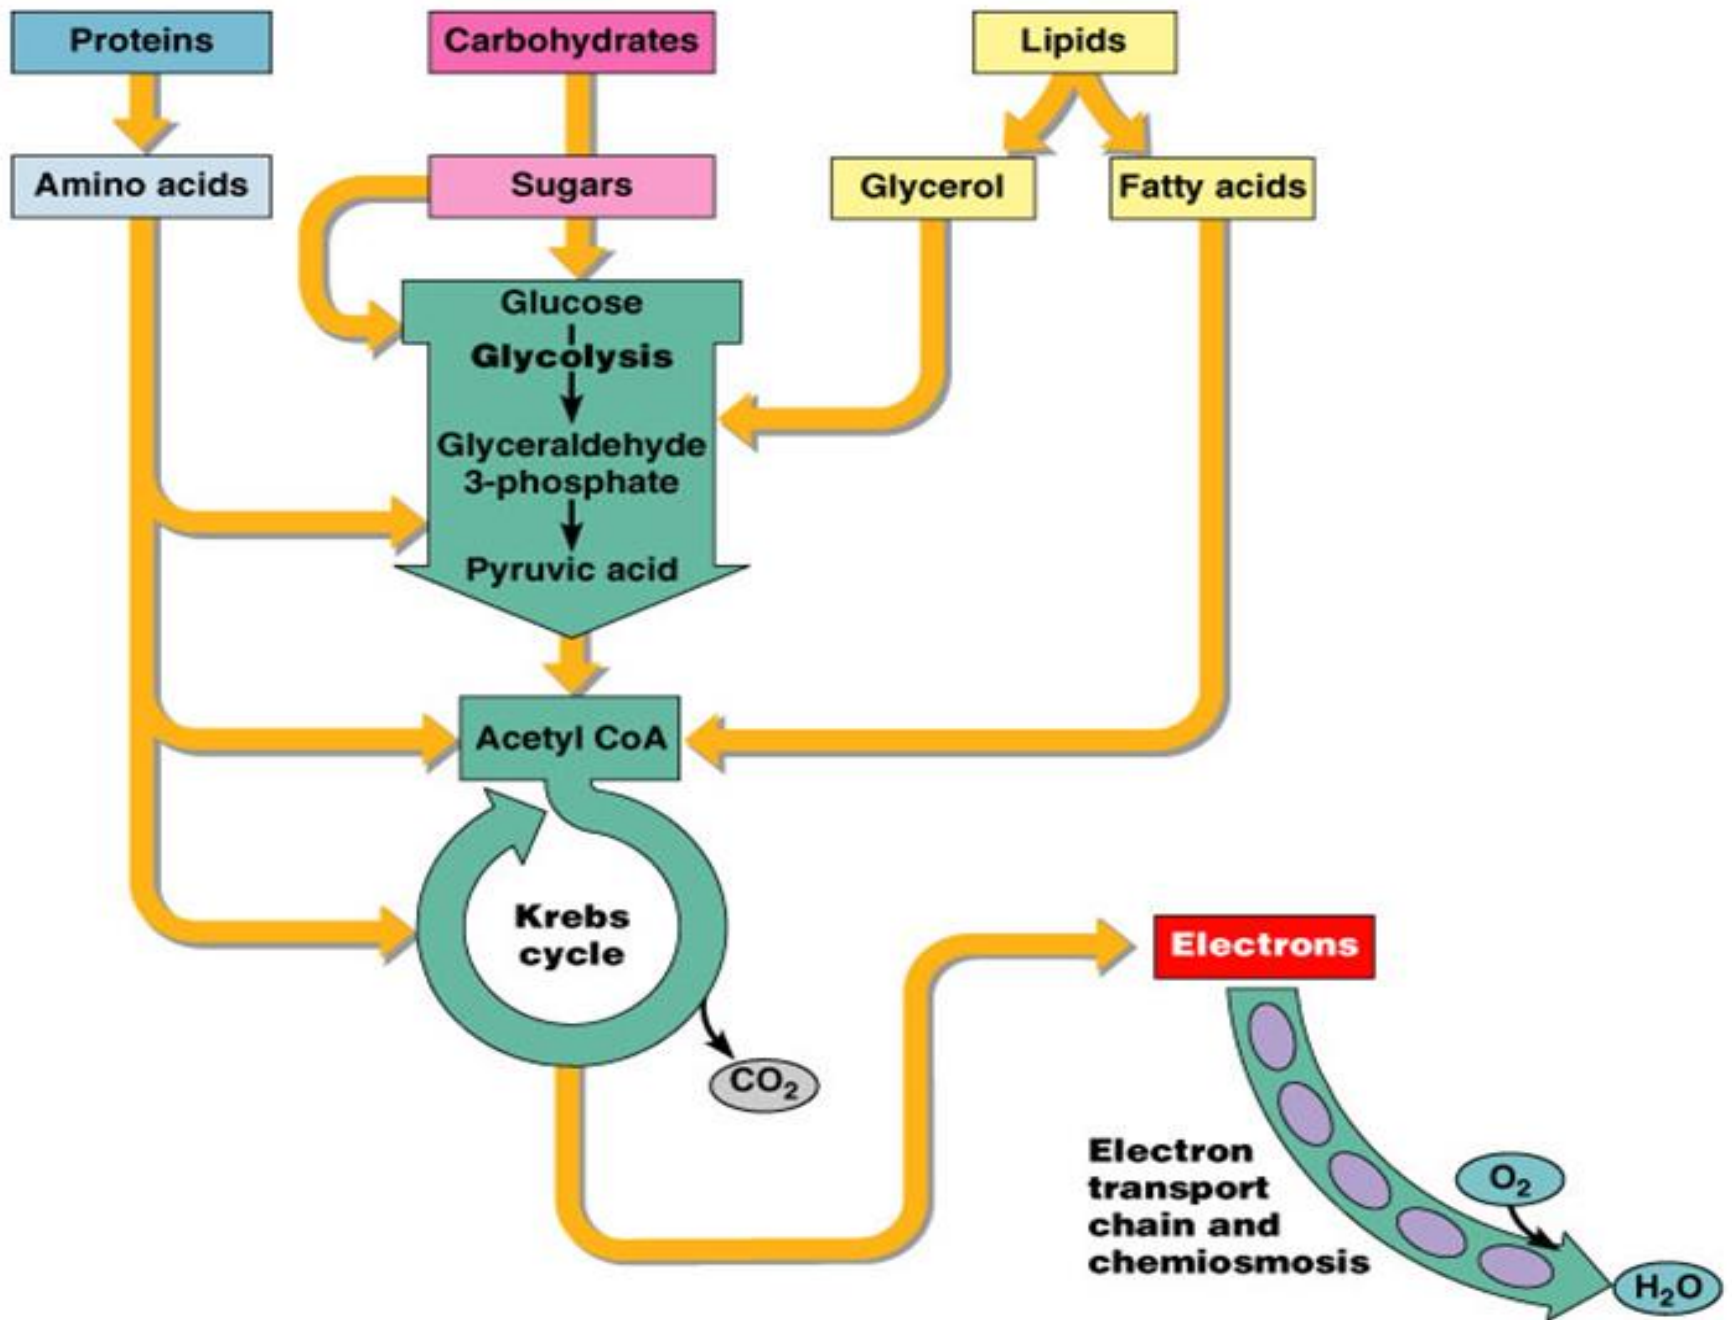 Proteins
Carbohydrates
Lipids
Amino acids
Sugars
Glycerol
Fatty acids
Glucose
Glycolysis
Glyceraldehyde
3-phosphate
Pyruvic acid
Acetyl CoA
Krebs
cycle
CO₂
Electrons
Electron
transport
chain and
chemiosmosis
O₂
H₂O